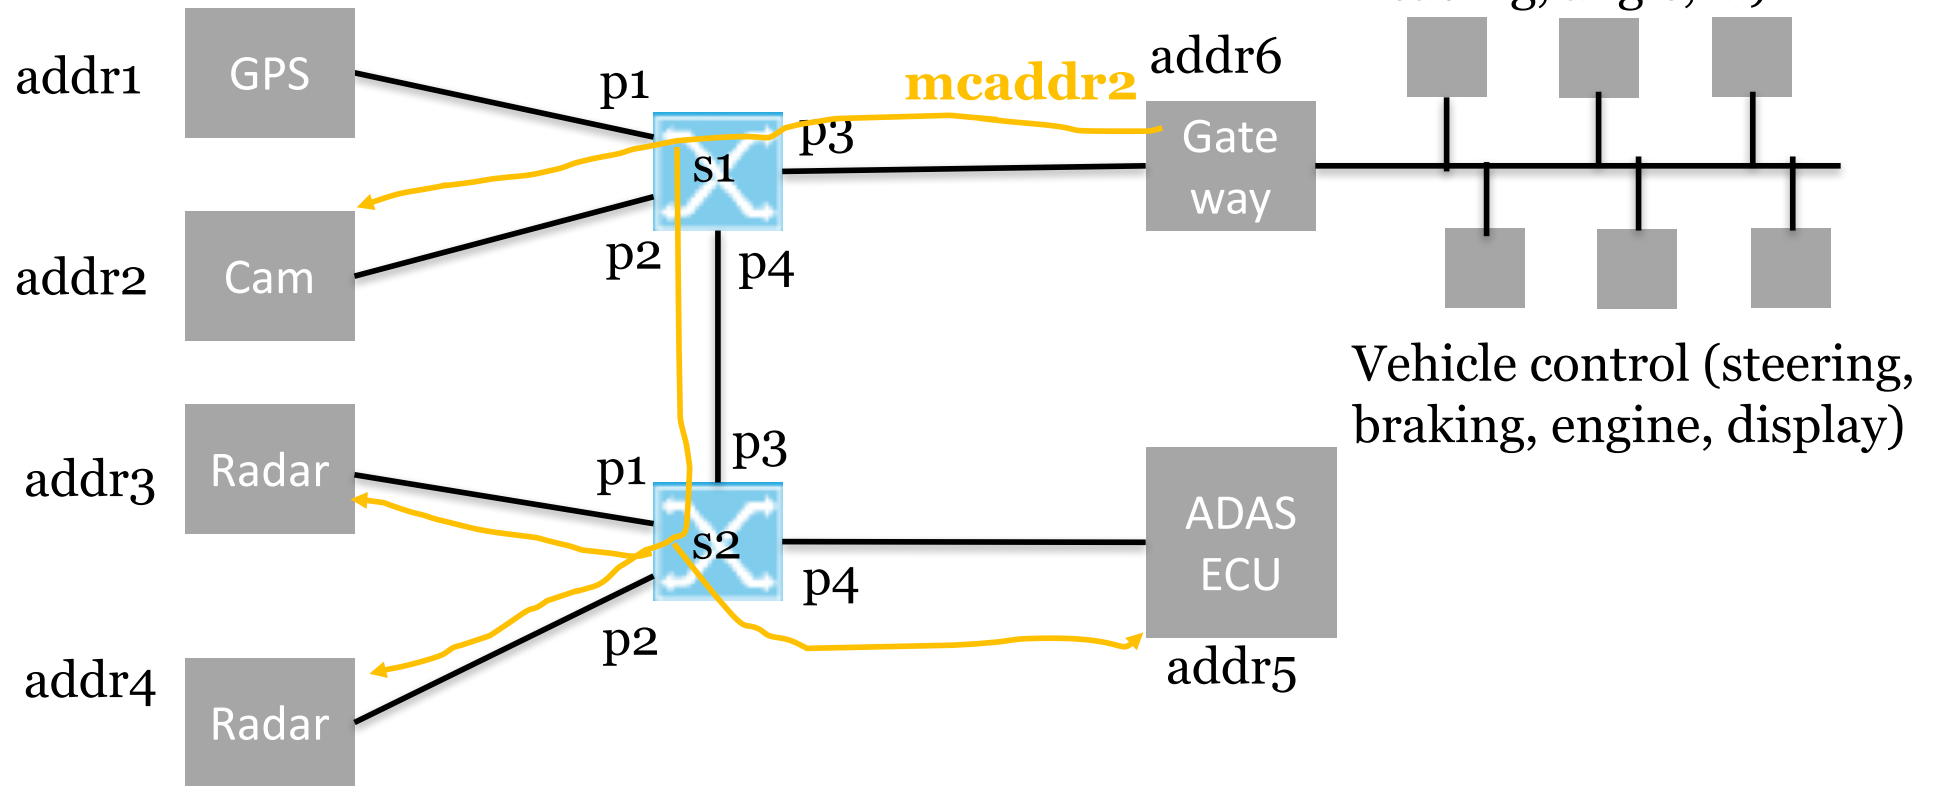 addr1
GPS
p1
mcaddr2
addr6
p3
s1
Gate
way
addr2
Cam
p2
p4
Vehicle control (steering,
braking, engine, display)
addr3
Radar
p1
p3
s2
ADAS
ECU
p4
addr5
p2
addr4
Radar